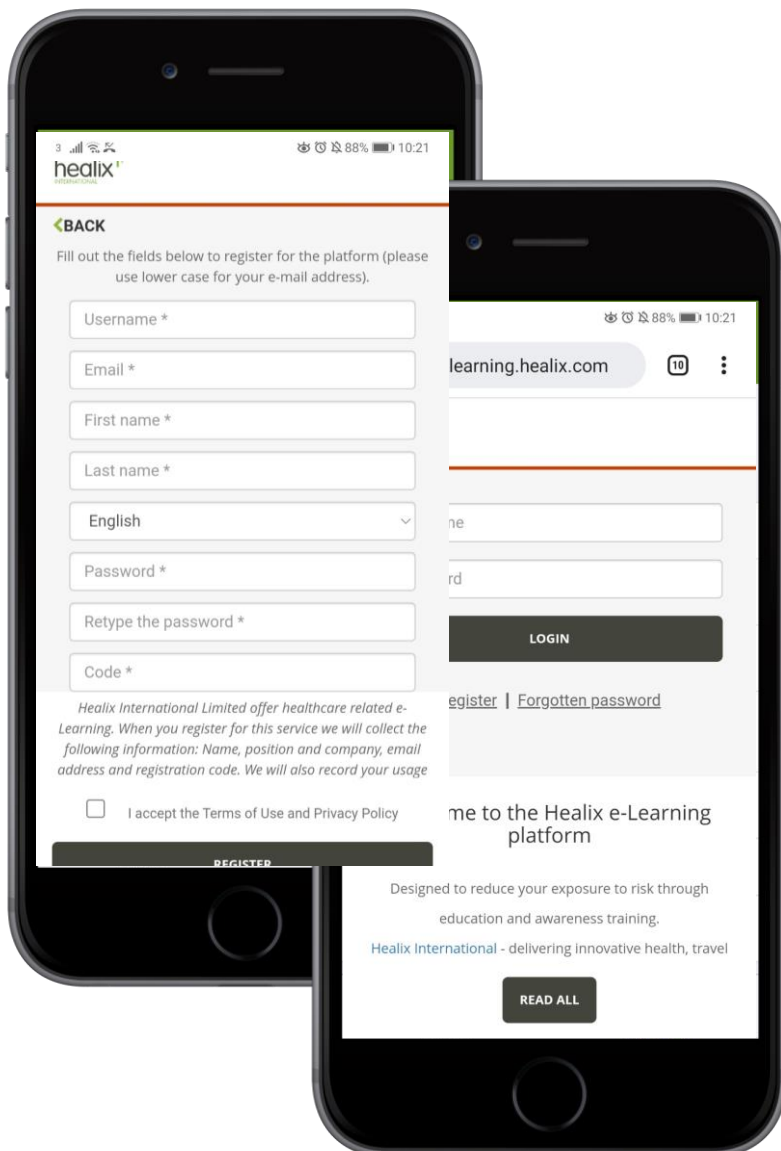 3
88% 10:21
healix
INTERNATIONAL
BACK
Fill out the fields below to register for the platform (please
use lower case for your e-mail address).
Username *
Email *
First name *
Last name *
English
Password *
Retype the password *
Code *
Healix International Limited offer healthcare related e-
Learning. When you register for this service we will collect the
following information: Name, position and company, email
address and registration code. We will also record your usage
I accept the Terms of Use and Privacy Policy
REGISTER
88% 10:21
learning.healix.com
10
ne
rd
LOGIN
egister | Forgotten password
me to the Healix e-Learning
platform
Designed to reduce your exposure to risk through
education and awareness training.
Healix International - delivering innovative health, travel
READ ALL